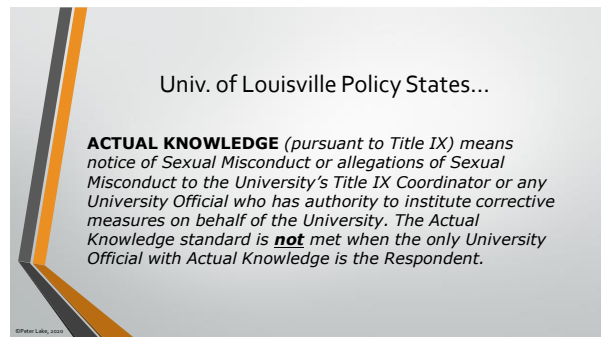 Univ. of Louisville Policy States...
ACTUAL KNOWLEDGE (pursuant to Title IX) means
notice of Sexual Misconduct or allegations of Sexual
Misconduct to the University's Title IX Coordinator or any
University Official who has authority to institute corrective
measures on behalf of the University. The Actual
Knowledge standard is not met when the only University
Official with Actual Knowledge is the Respondent.
©Peter Lake, 2020